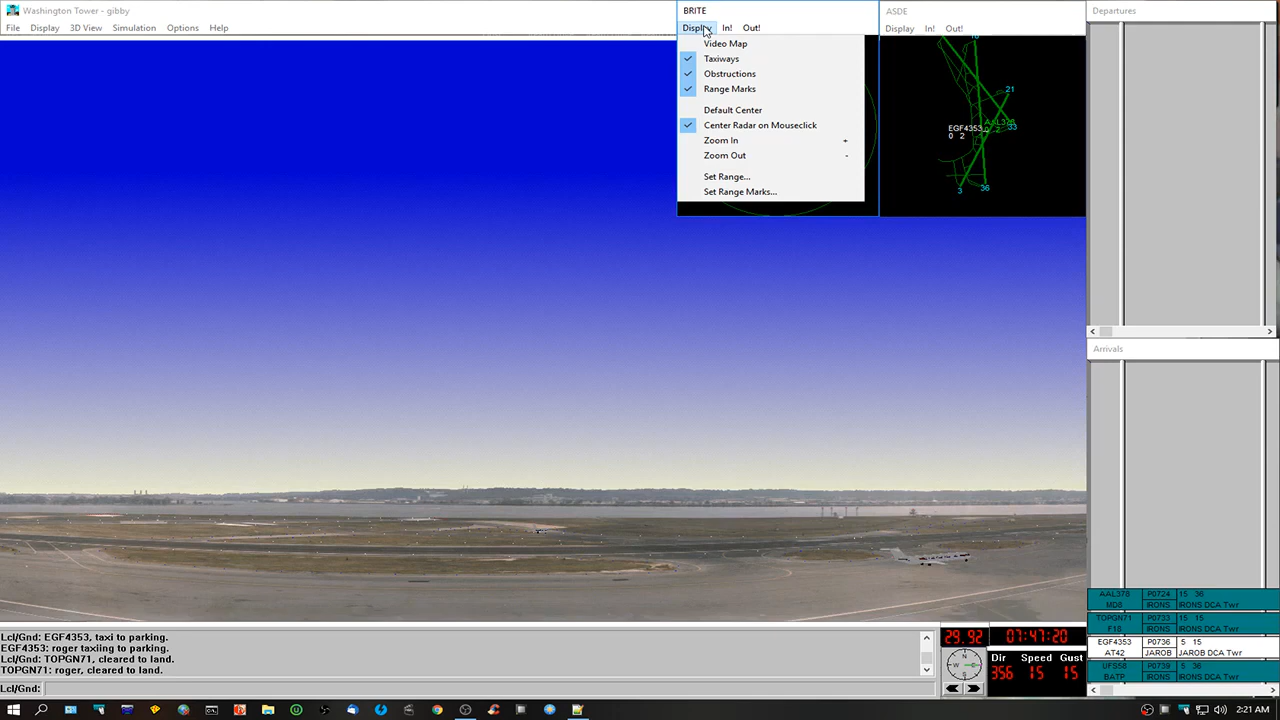 Washington Tower - gibby
File Display 3D View Simulation Options Help
BRITE
Display In! Out!
Video Map
Taxiways
Obstructions
Range Marks
Default Center
Center Radar on Mouseclick
Zoom In +
Zoom Out -
Set Range...
Set Range Marks...
ASDE
Display In! Out!
21
EGF4353
0 2
33
3
36
Departures
Arrivals
AAL378 P0724 15 36
MD8 IRONS IRONS DCA Twr
TOPGN71 P0733 15 15
F18 IRONS IRONS DCA Twr
EGF4353 P0736 5 15
AT42 JAROB JAROB DCA Twr
UFS58 P0739 5 36
BATP IRONS IRONS DCA Twr
Lcl/Gnd: EGF4353, taxi to parking.
EGF4353: roger taxiing to parking.
Lcl/Gnd: TOPGN71, cleared to land.
TOPGN71: roger, cleared to land.
Lcl/Gnd:
29.92 07:47:20
Dir Speed Gust
356 15 15
2:21 AM